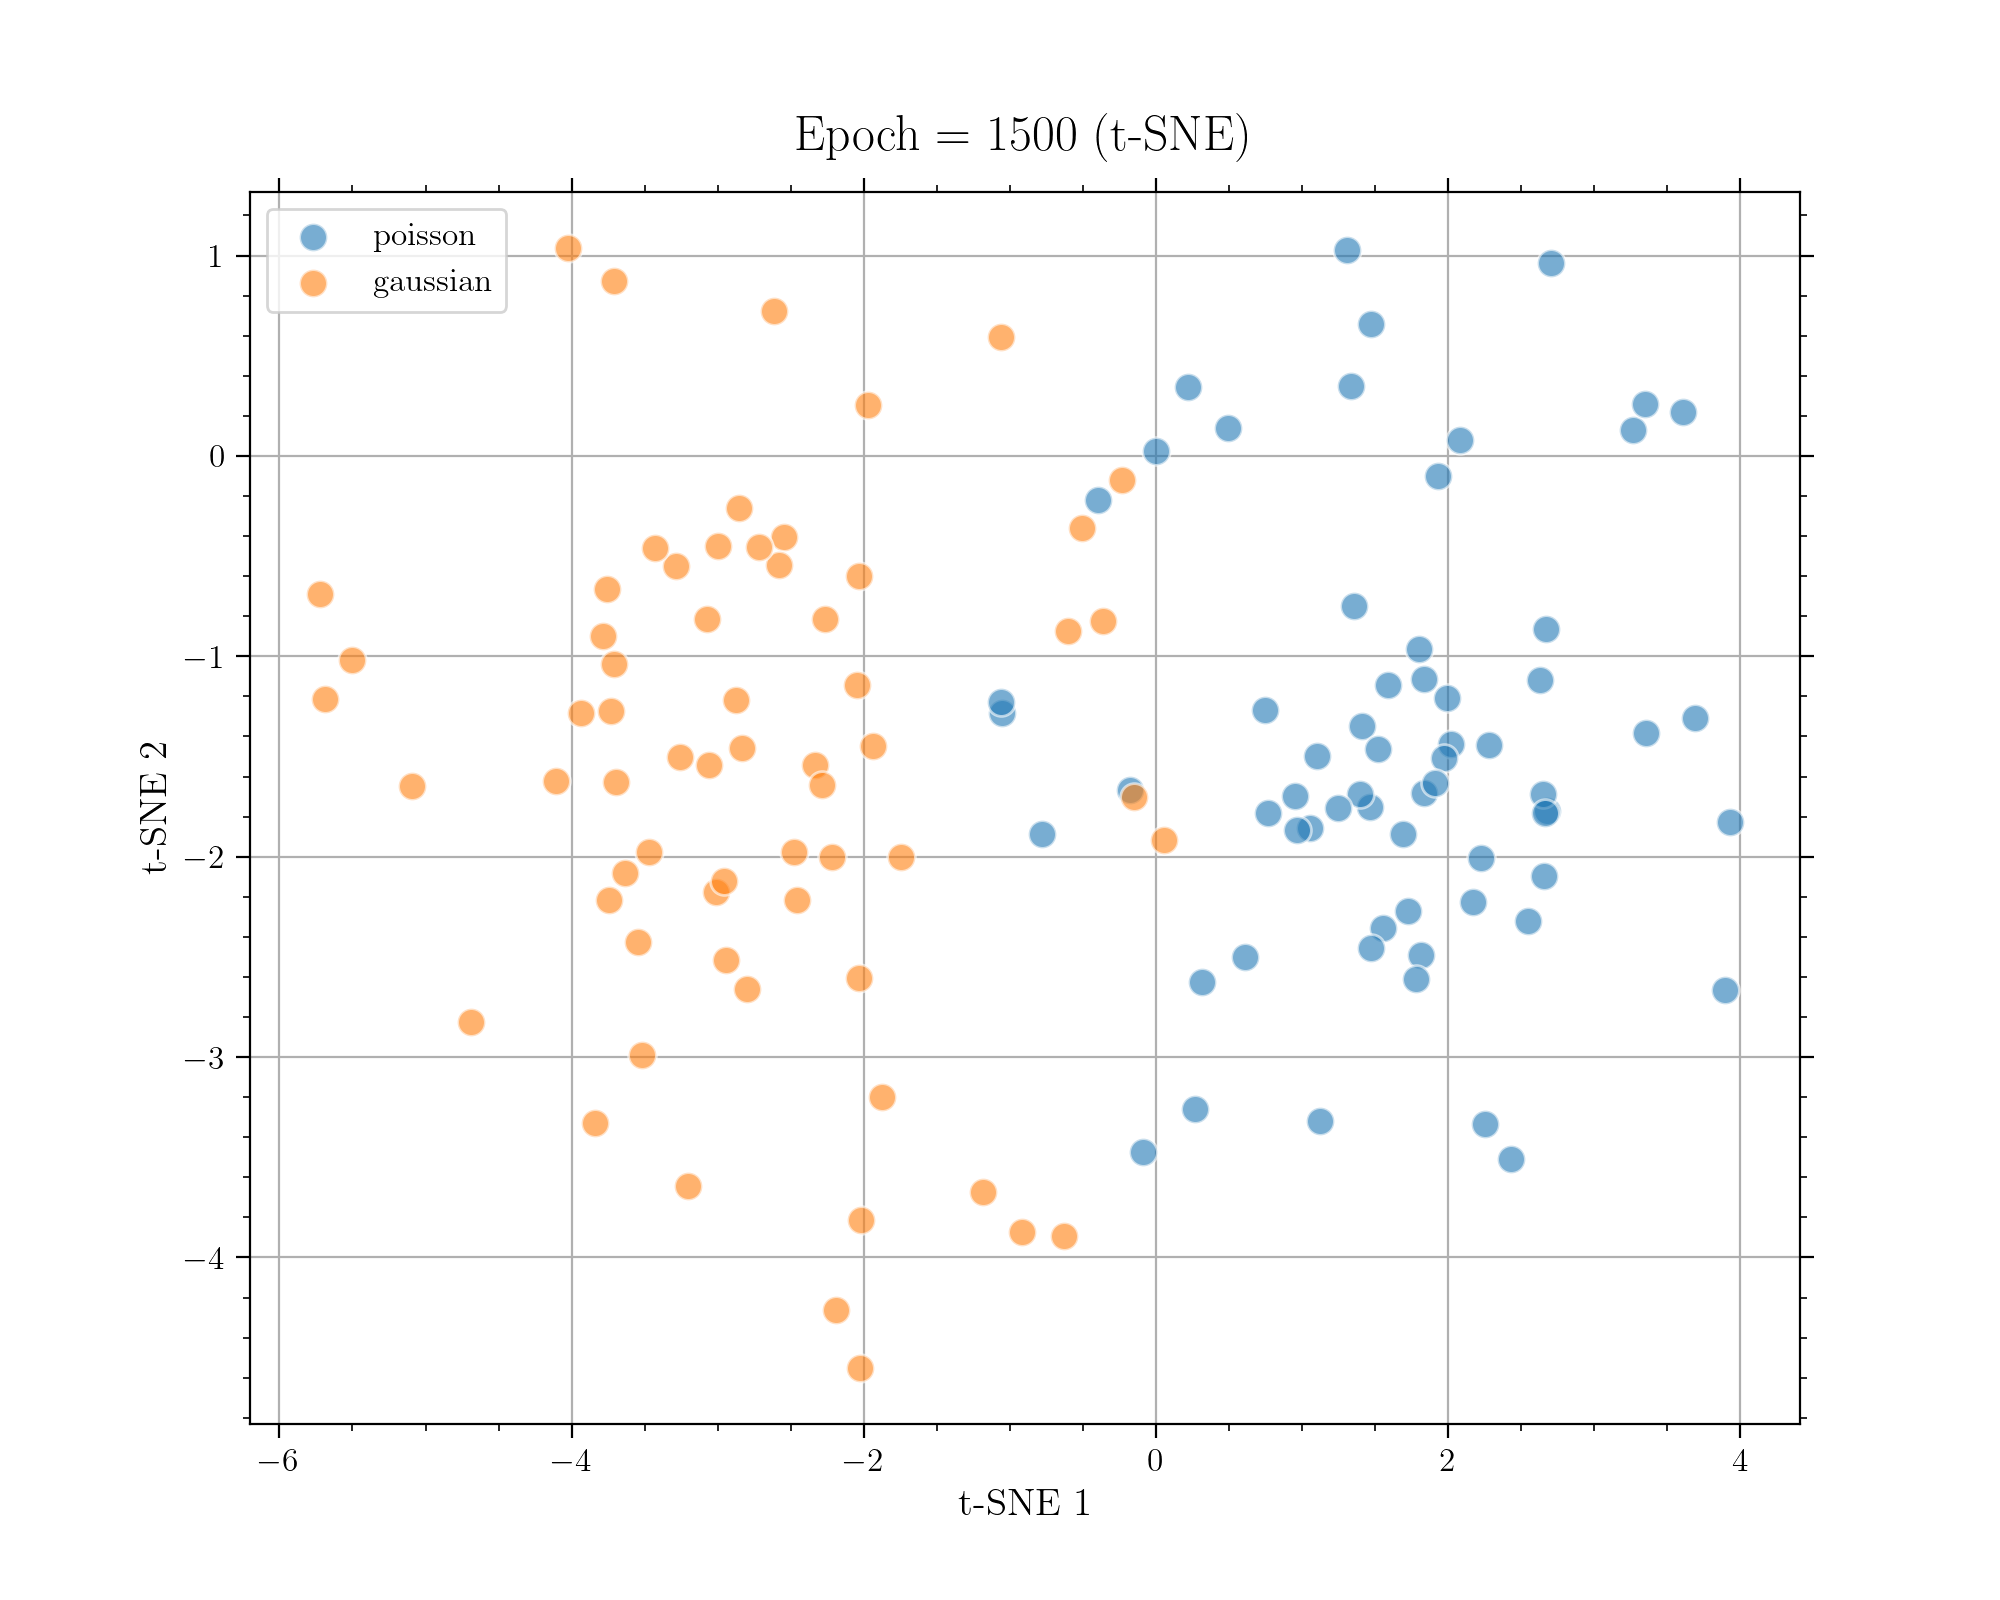 Epoch = 1500 (t-SNE)
poisson
gaussian
1
0
−1
−2
−3
−4
t-SNE 2
−6 −4 −2 0 2 4
t-SNE 1